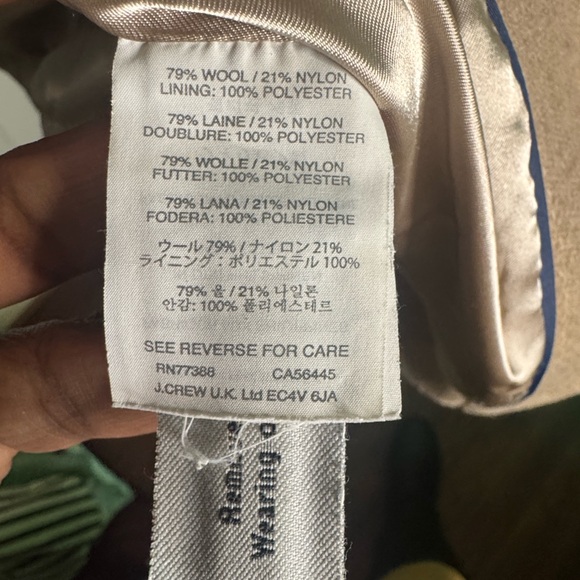 79% WOOL / 21% NYLON
LINING: 100% POLYESTER
79% LAINE / 21% NYLON
DOUBLURE: 100% POLYESTER
79% WOLLE / 21% NYLON
FUTTER: 100% POLYESTER
79% LANA / 21% NYLON
FODERA: 100% POLIESTERE
ウール 79% / ナイロン 21%
ライニング : ポリエステル 100%
79% 울 / 21% 나일론
안감: 100% 폴리에스테르
SEE REVERSE FOR CARE
RN77388 CA56445
J.CREW U.K. Ltd EC4V 6JA
Wearing